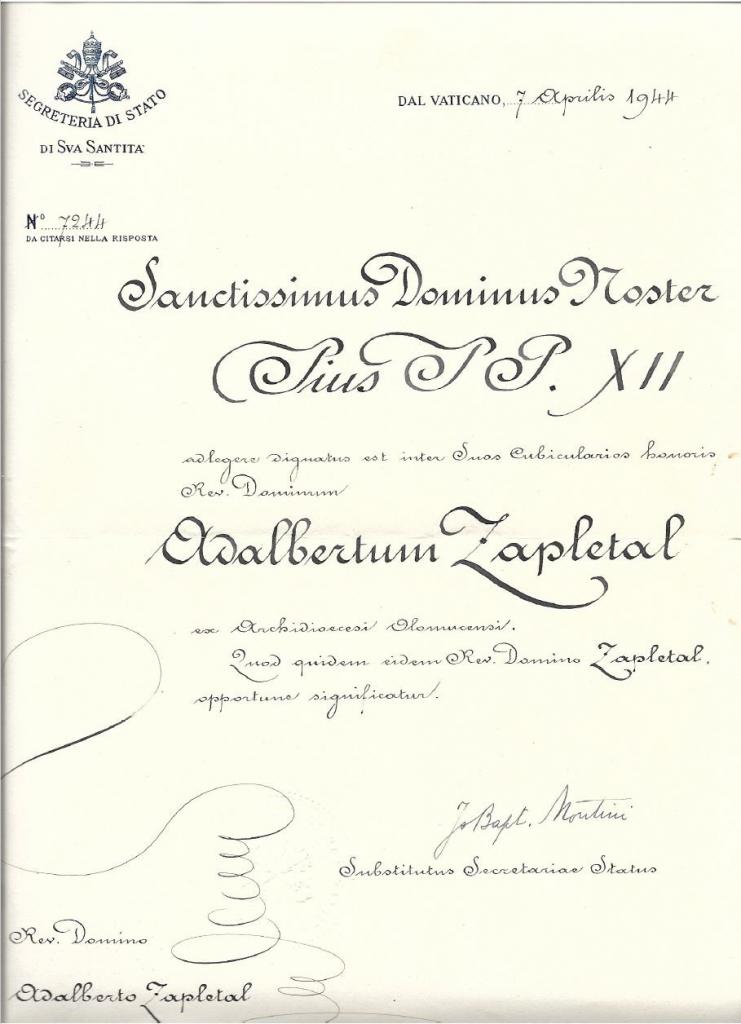 SEGRETERIA DI STATO
DI SVA SANTITA'
DAL VATICANO, 7 Aprilis 1944
N° 7244
DA CITARSI NELLA RISPOSTA
Sanctissimus Dominus Noster
Pius P P. XII
adlegere dignatus est inter Suos Cubicularios honoris
Rev. Dominum
Adalbertum Zapletal
ex Archidioecesi Olomucensi.
Quod quidem eidem Rev. Domino Zapletal,
opportune significatur.
Jo Bapt. Montini
Substitutus Secretariae Status
Rev. Domino
Adalberto Zapletal